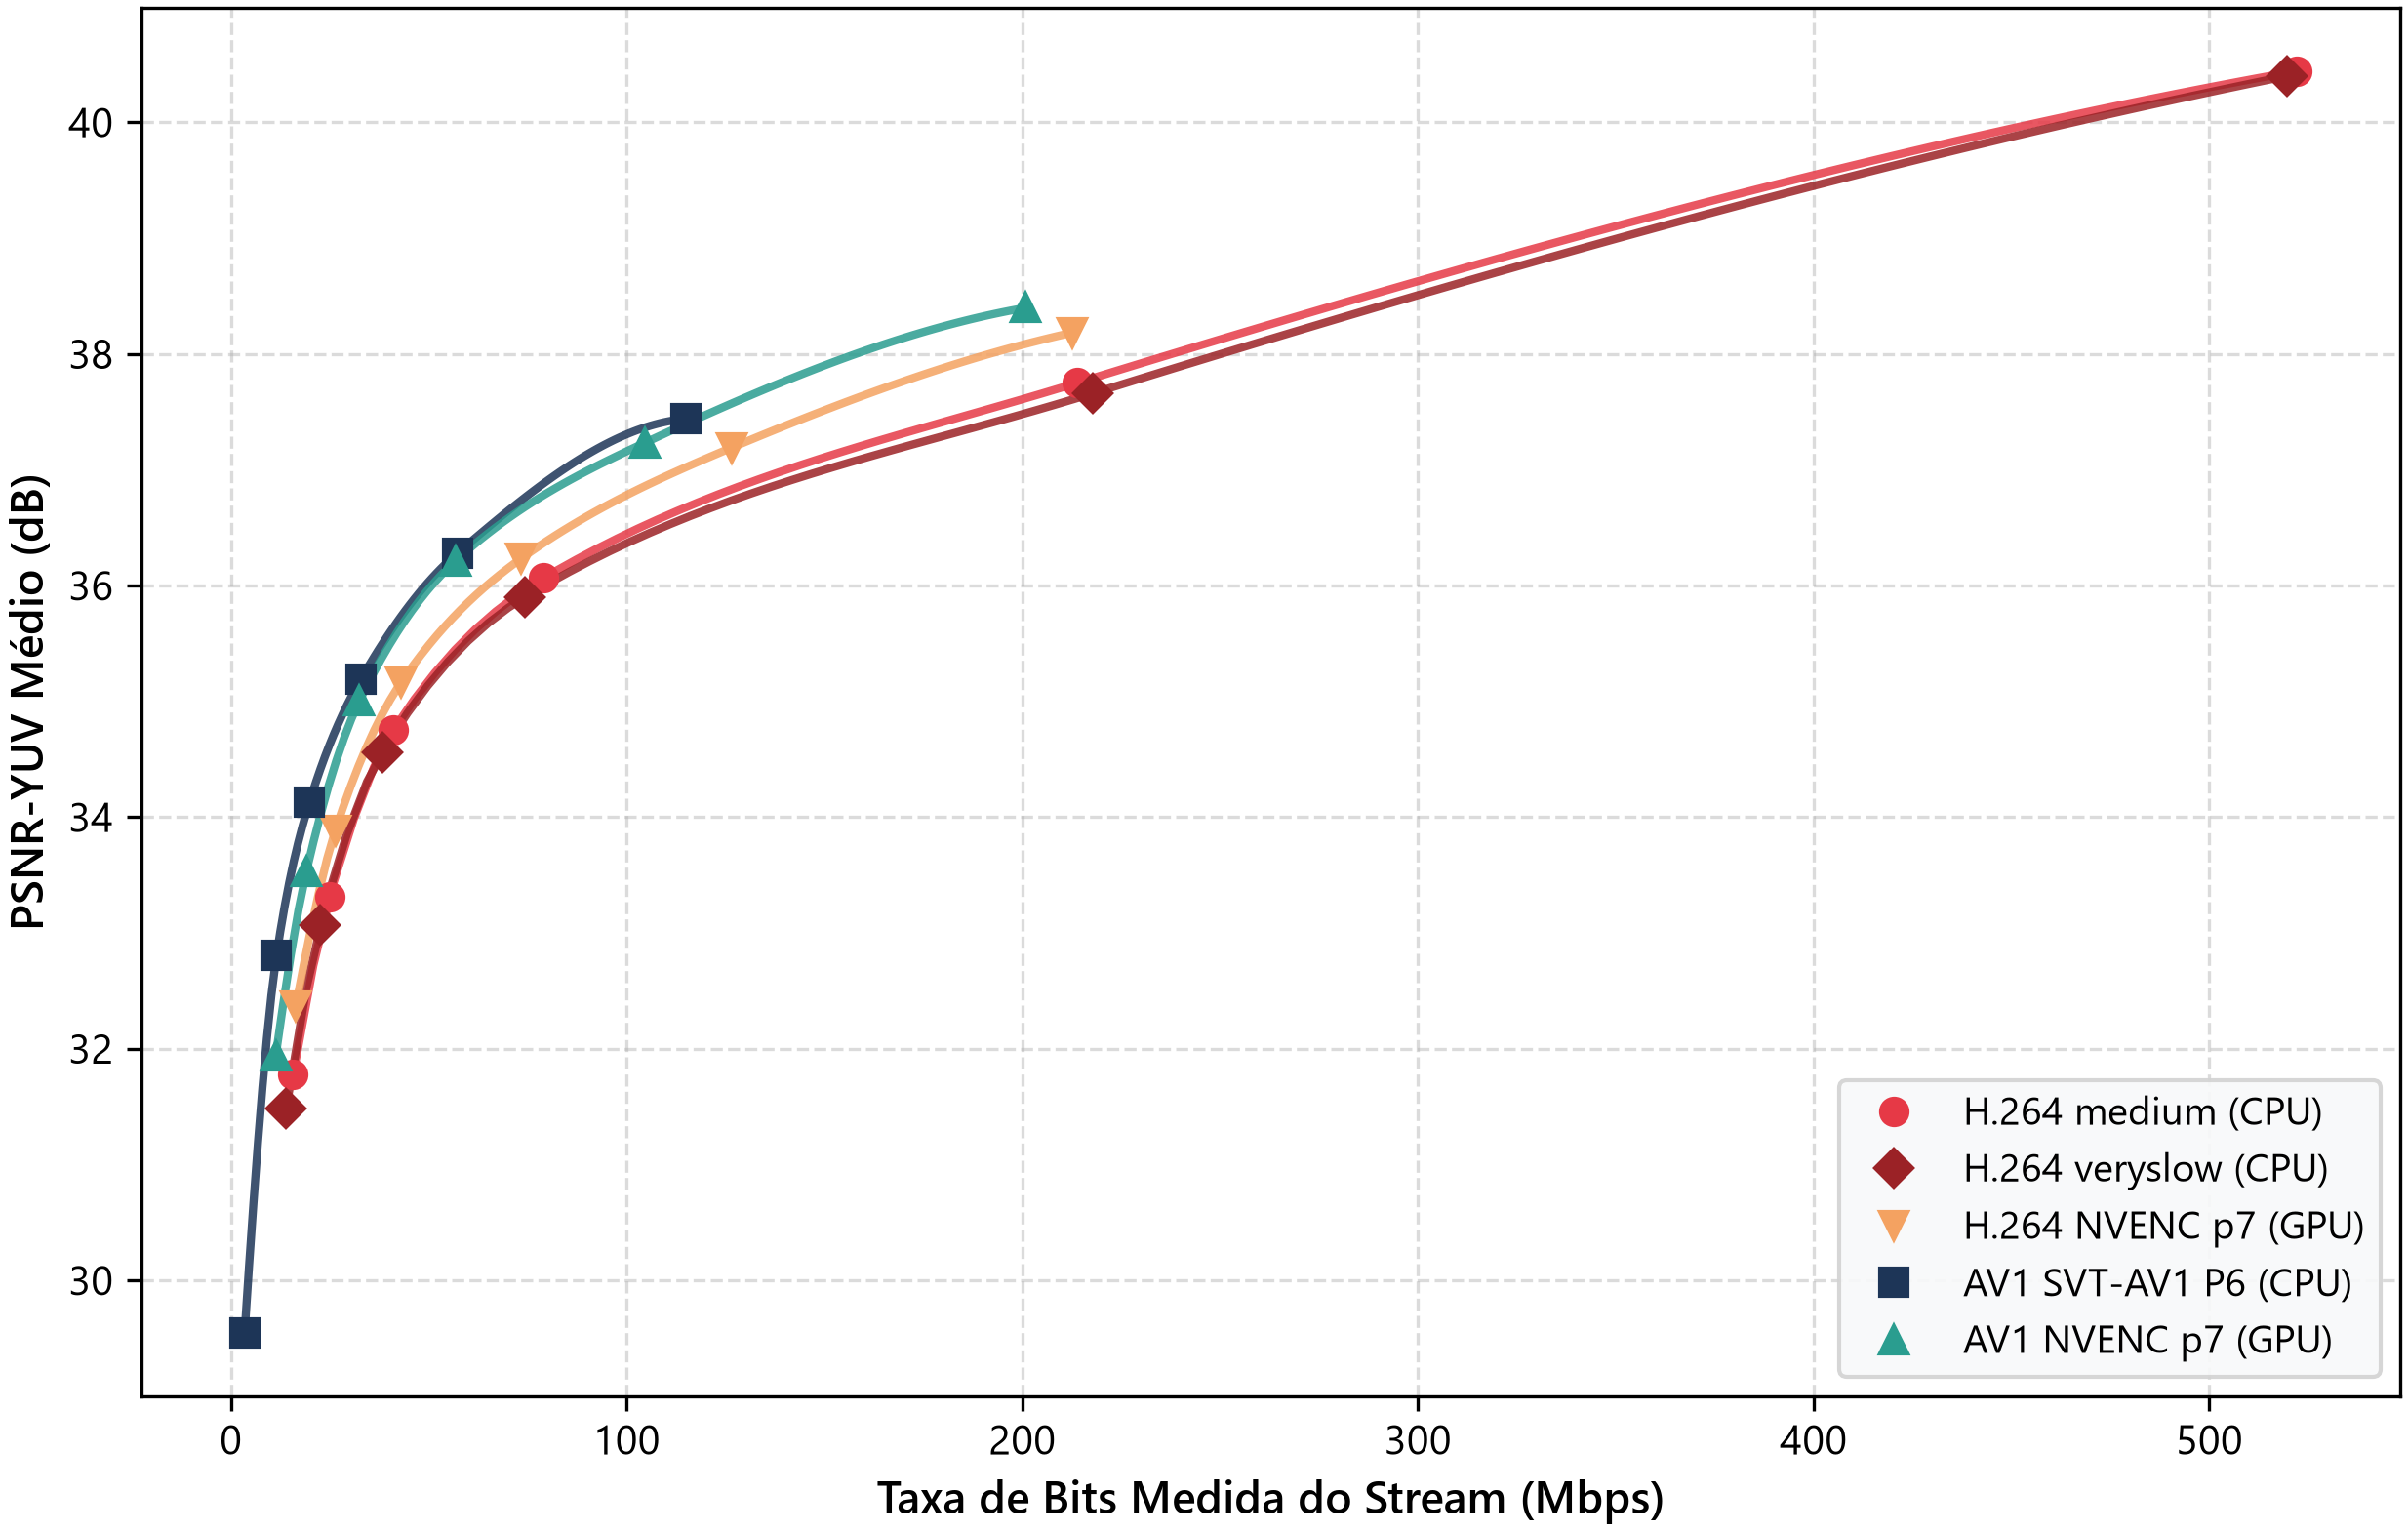 40
38
36
34
32
30
PSNR-YUV Médio (dB)
H.264 medium (CPU)
H.264 veryslow (CPU)
H.264 NVENC p7 (GPU)
AV1 SVT-AV1 P6 (CPU)
AV1 NVENC p7 (GPU)
0 100 200 300 400 500
Taxa de Bits Medida do Stream (Mbps)